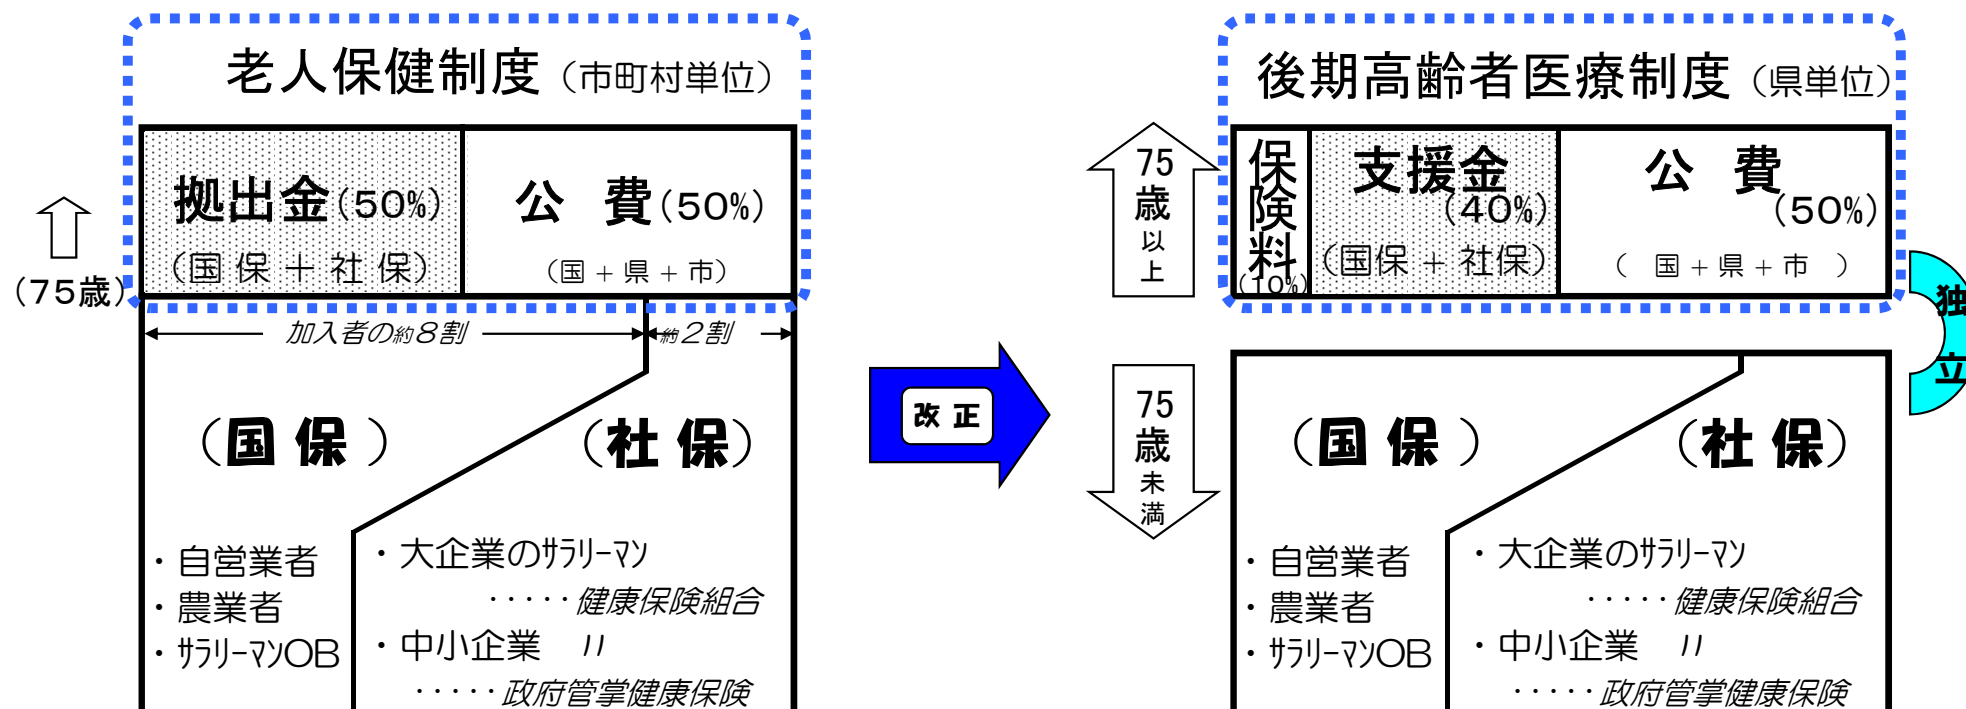 老人保健制度（市町村単位）
拠出金(50%)
（国保＋社保）
公　費(50%)
（国＋県＋市）
(75歳)
加入者の約8割
約2割
（国保）
（社保）
・自営業者
・農業者
・サラリーマンOB
・大企業のサラリーマン
・・・・・健康保険組合
・中小企業　〃
・・・・・政府管掌健康保険
改正
後期高齢者医療制度（県単位）
75歳以上
保険料
(10%)
支援金
(40%)
（国保＋社保）
公　費
(50%)
（　国＋県＋市　）
独立
75歳未満
（国保）
（社保）
・自営業者
・農業者
・サラリーマンOB
・大企業のサラリーマン
・・・・・健康保険組合
・中小企業　〃
・・・・・政府管掌健康保険